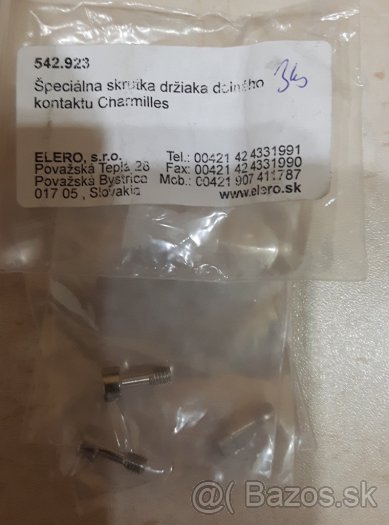 542.923
Špeciálna skrutka držiaka dolného
kontaktu Charmilles
3ks
ELERO, s.r.o. Tel.: 00421 42 4331991
Považská Teplá 26 Fax: 00421 42 4331990
Považská Bystrica Mob.: 00421 907 411787
017 05 , Slovakia www.elero.sk
@ Bazos.sk